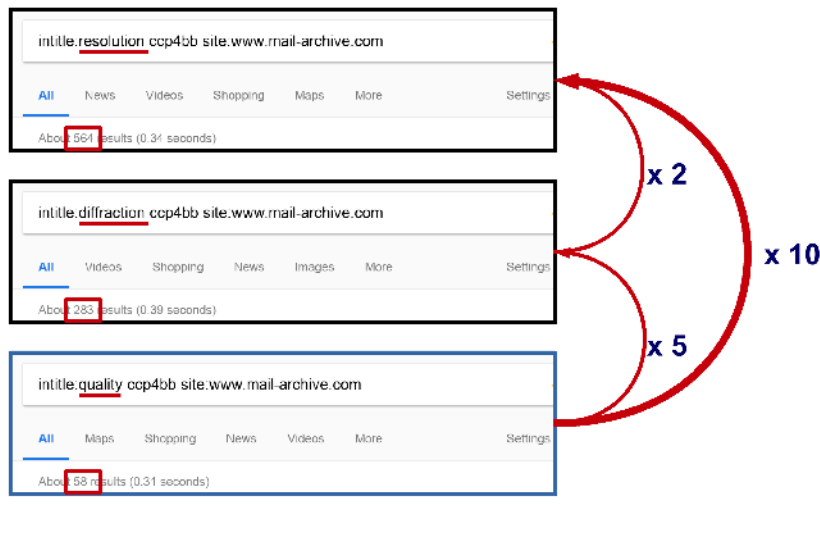 intitle:resolution ccp4bb site:www.mail-archive.com
All News Videos Shopping Maps More Settings
About 564 results (0.34 seconds)
x 2
intitle:diffraction ccp4bb site:www.mail-archive.com
All Videos Shopping News Images More Settings
x 10
About 283 results (0.39 seconds)
x 5
intitle:quality ccp4bb site:www.mail-archive.com
All Maps Shopping News Videos More Settings
About 58 results (0.31 seconds)